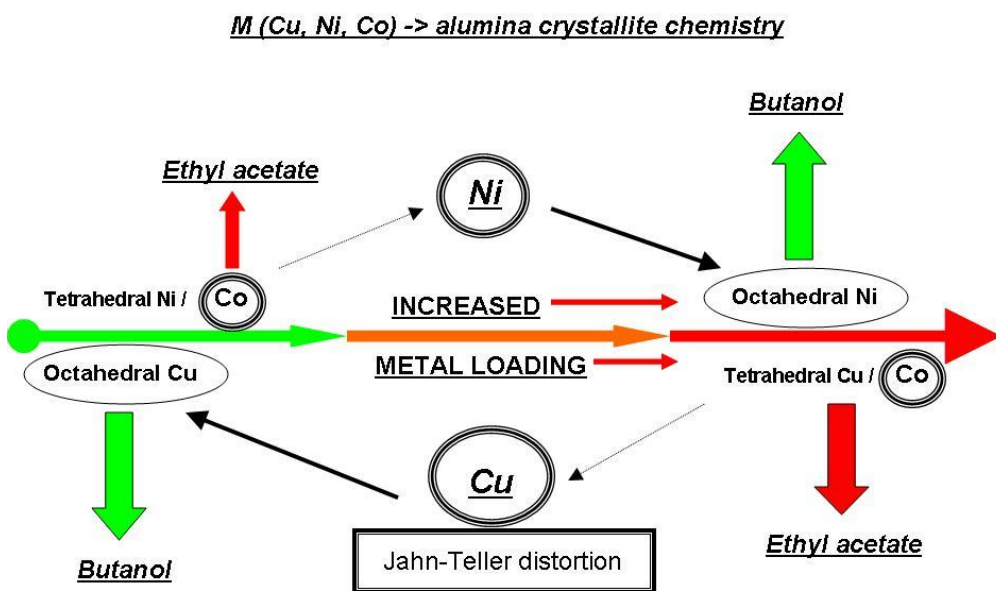 M (Cu, Ni, Co) -> alumina crystallite chemistry
Butanol
Ethyl acetate
Ni
Tetrahedral Ni / Co
INCREASED
Octahedral Ni
Octahedral Cu
METAL LOADING
Tetrahedral Cu / Co
Cu
Jahn-Teller distortion
Butanol
Ethyl acetate